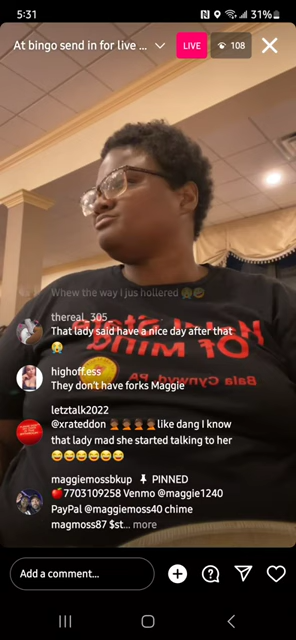 5:31
31%
At bingo send in for live ...
LIVE
108
Whew the way I jus hollered 🤢🤣
thereal_305
That lady said have a nice day after that
😭
highoff.ess
They don't have forks Maggie
letztalk2022
@xrateddon 🤦🏾‍♂️🤦🏾‍♂️🤦🏾‍♂️🤦🏾‍♂️like dang I know
that lady mad she started talking to her
😂😂😂😂😂😂
maggiemossbkup 📌 PINNED
🍎7703109258 Venmo @maggie1240
PayPal @maggiemoss40 chime
magmoss87 $st... more
Of Mind
Bala Cynwyd, PA
Add a comment...